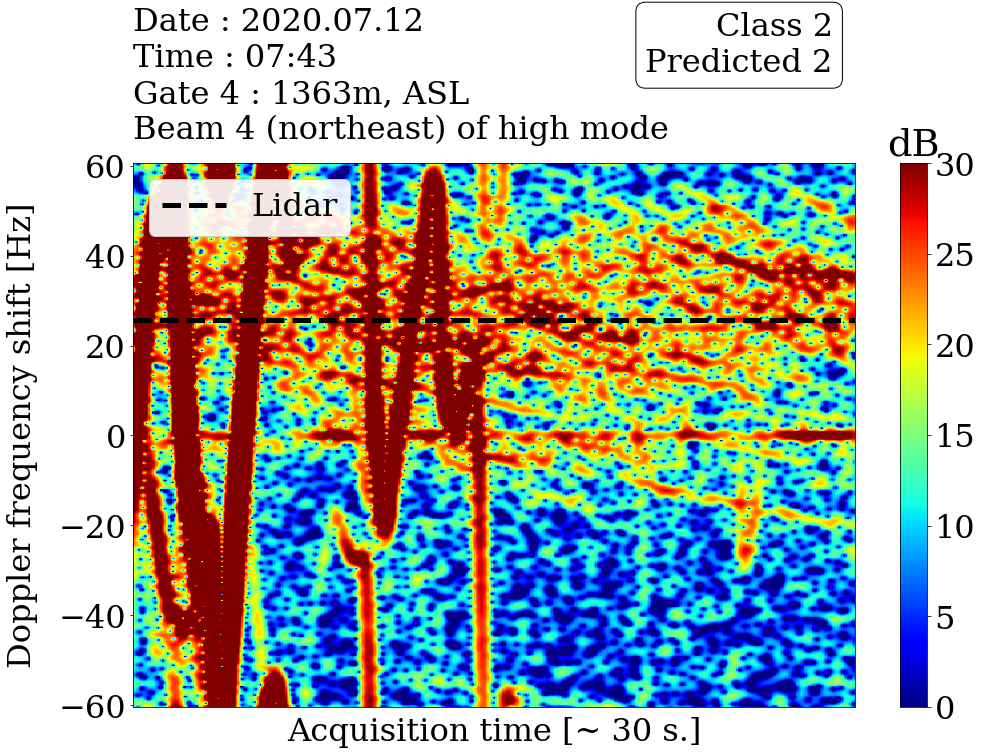 Date : 2020.07.12
Time : 07:43
Gate 4 : 1363m, ASL
Beam 4 (northeast) of high mode
Class 2
Predicted 2
dB
Lidar
Doppler frequency shift [Hz]
60
40
20
0
−20
−40
−60
30
25
20
15
10
5
0
Acquisition time [~ 30 s.]